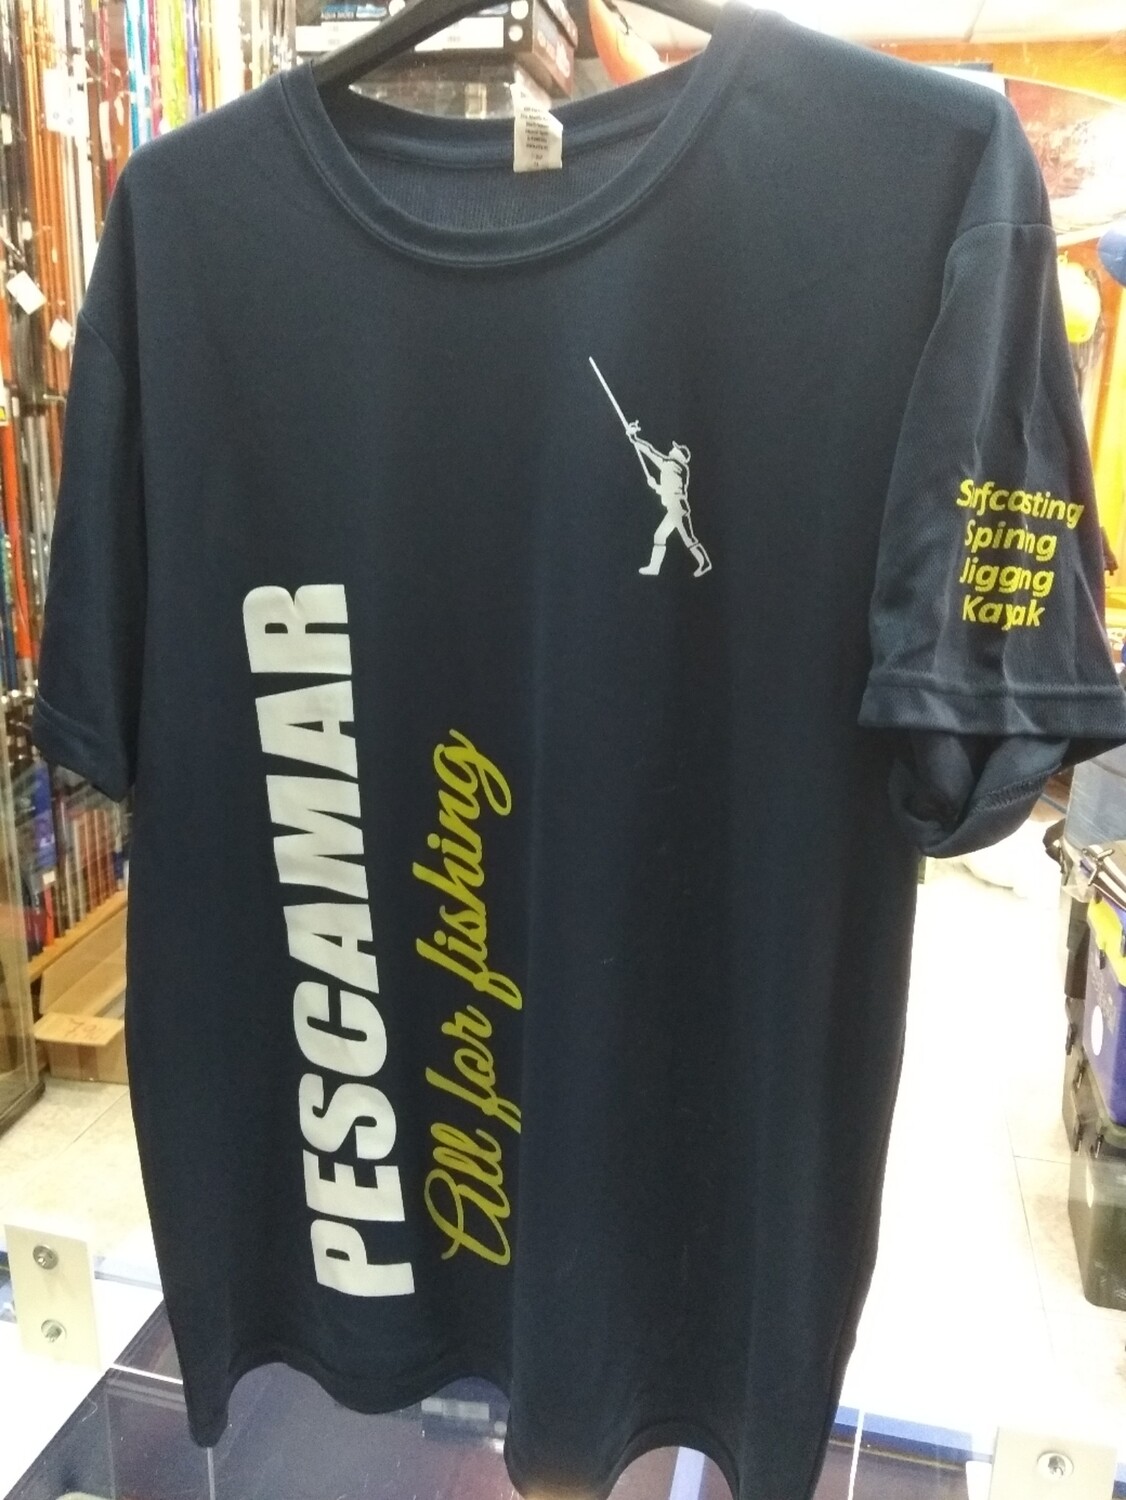 PESCAMAR
All for fishing
Surfcasting
Spinning
Jigging
Kayak